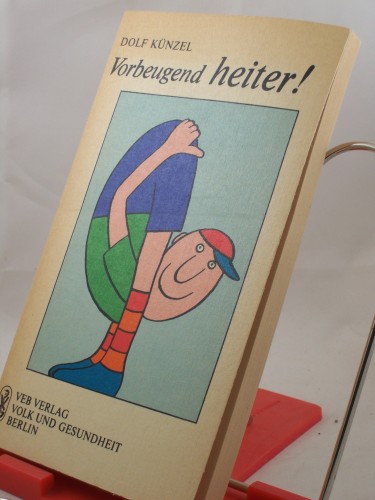 DOLF KÜNZEL
Vorbeugend heiter!
VEB VERLAG
VOLK UND GESUNDHEIT
BERLIN